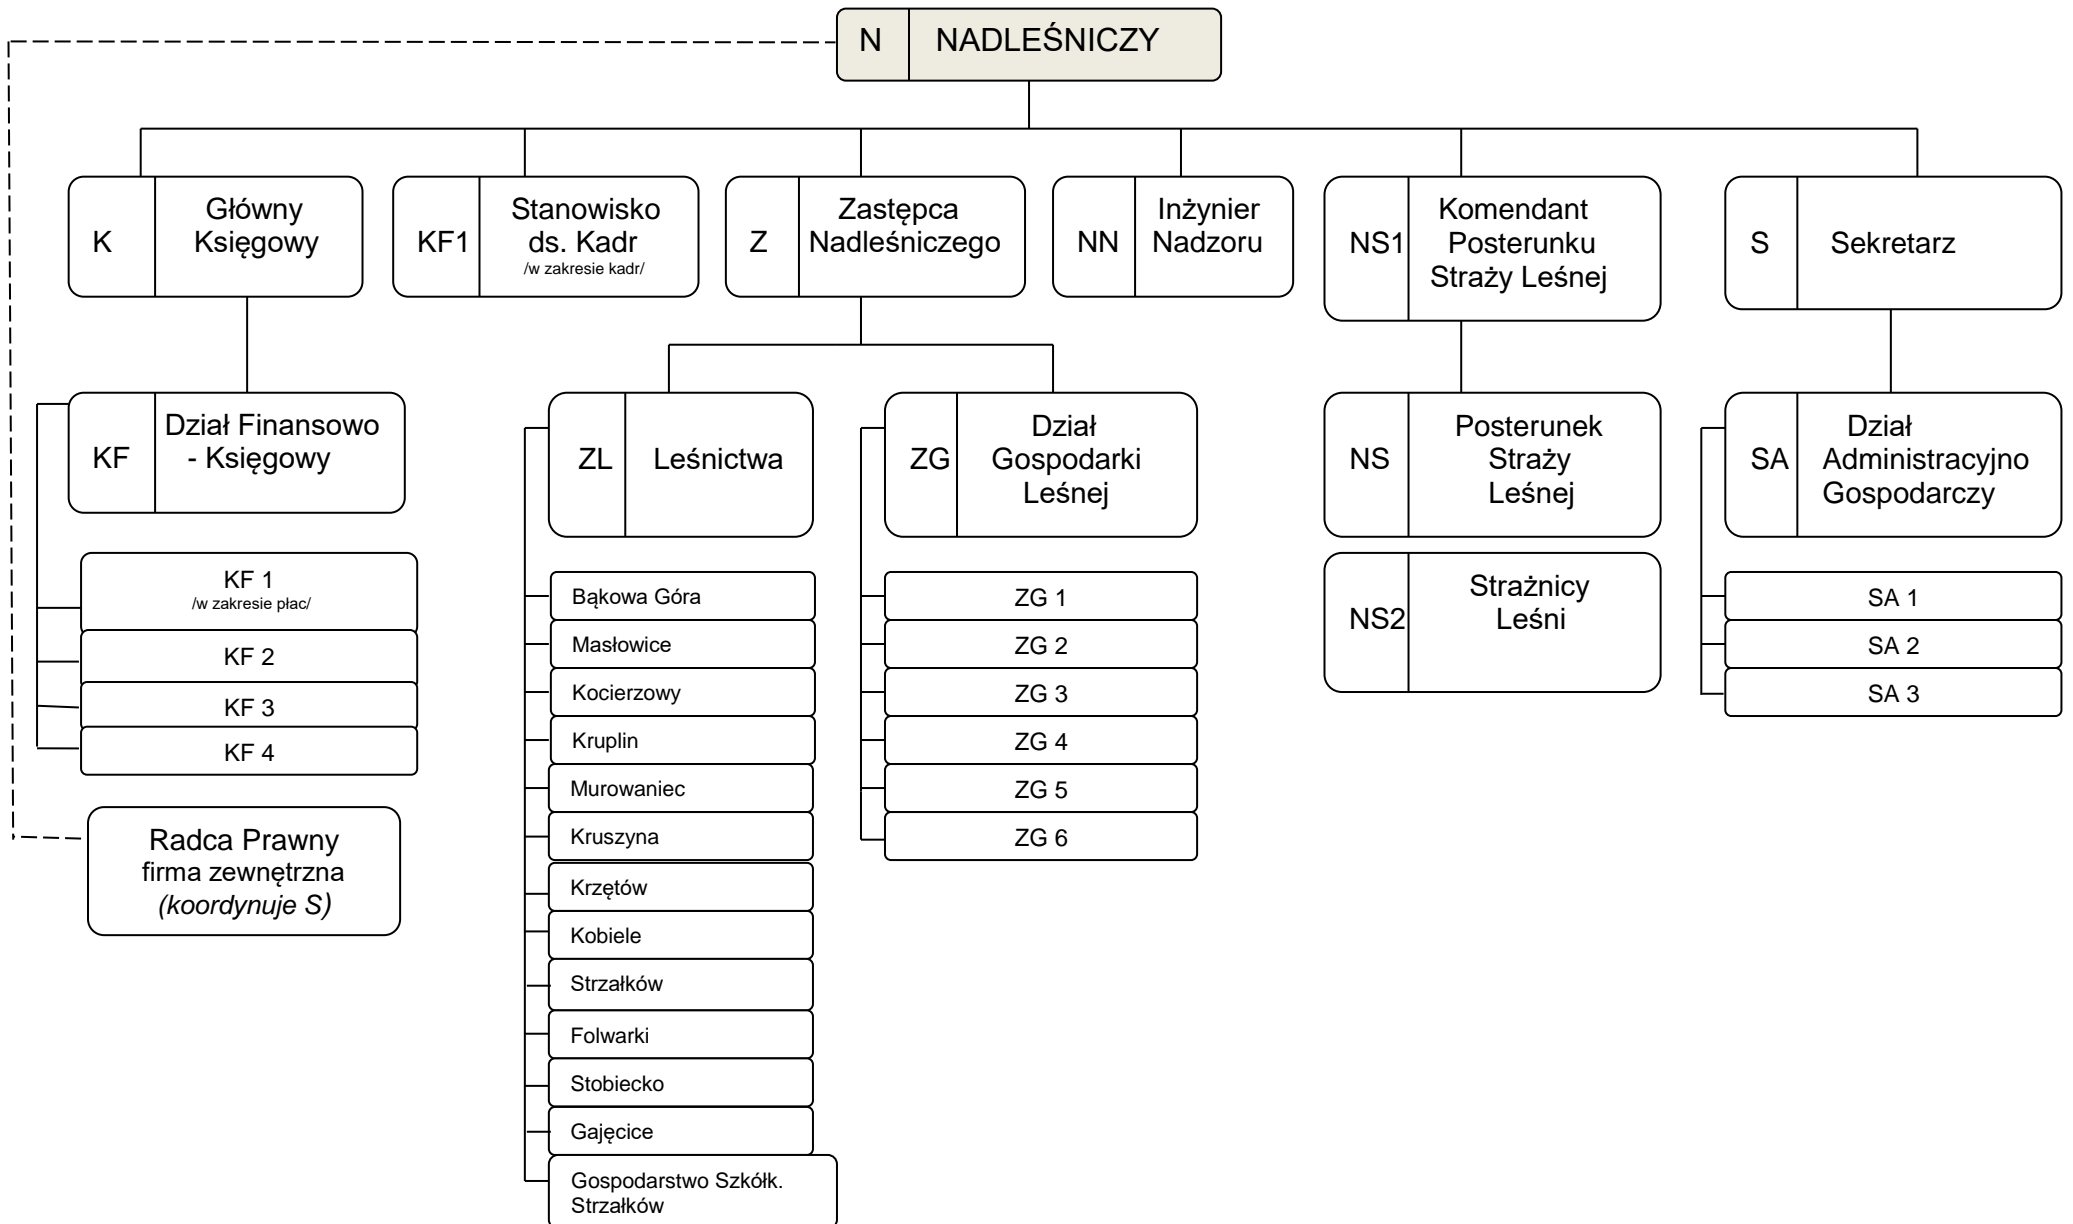 N NADLEŚNICZY
K
Główny
Księgowy
KF1
Stanowisko
ds. Kadr
/w zakresie kadr/
Z
Zastępca
Nadleśniczego
NN
Inżynier
Nadzoru
NS1
Komendant
Posterunku
Straży Leśnej
S
Sekretarz
KF
Dział Finansowo
- Księgowy
KF 1
/w zakresie płac/
KF 2
KF 3
KF 4
Radca Prawny
firma zewnętrzna
(koordynuje S)
ZL
Leśnictwa
Bąkowa Góra
Masłowice
Kocierzowy
Kruplin
Murowaniec
Kruszyna
Krzętów
Kobiele
Strzałków
Folwarki
Stobiecko
Gajęcice
Gospodarstwo Szkółk.
Strzałków
ZG
Dział
Gospodarki
Leśnej
ZG 1
ZG 2
ZG 3
ZG 4
ZG 5
ZG 6
NS
Posterunek
Straży
Leśnej
NS2
Strażnicy
Leśni
SA
Dział
Administracyjno
Gospodarczy
SA 1
SA 2
SA 3